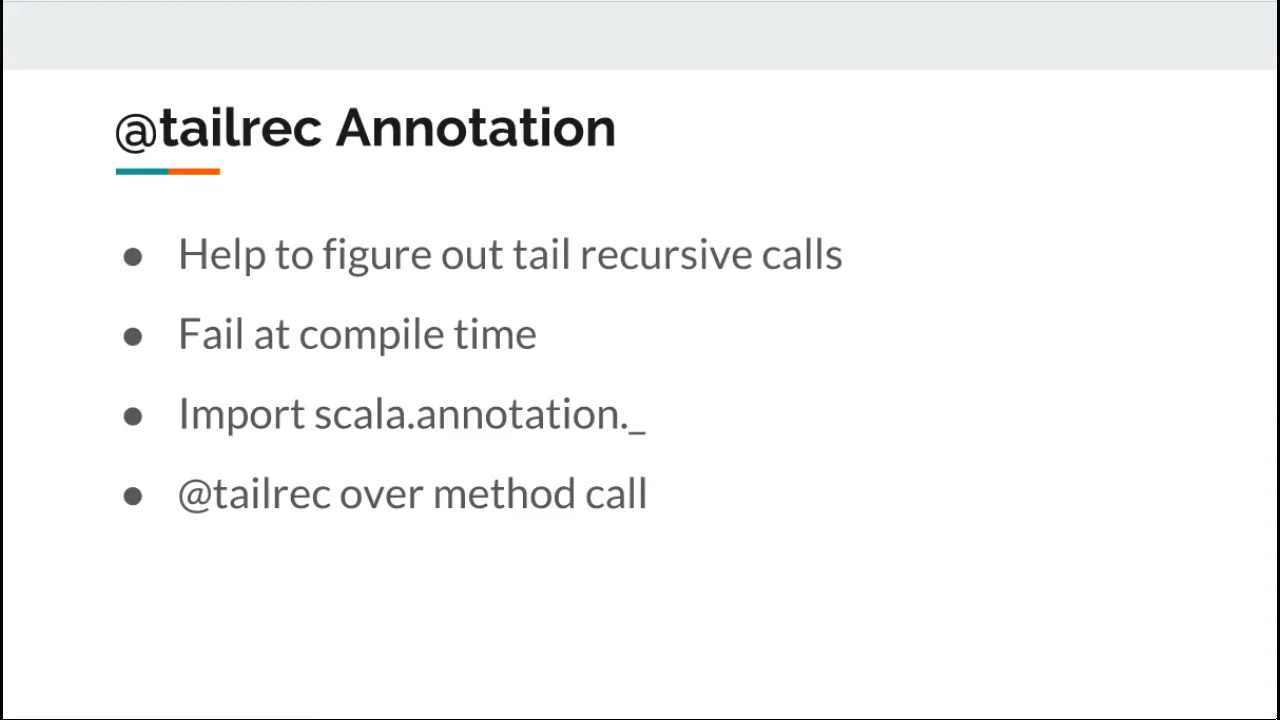 @tailrec Annotation
● Help to figure out tail recursive calls
● Fail at compile time
● Import scala.annotation._
● @tailrec over method call